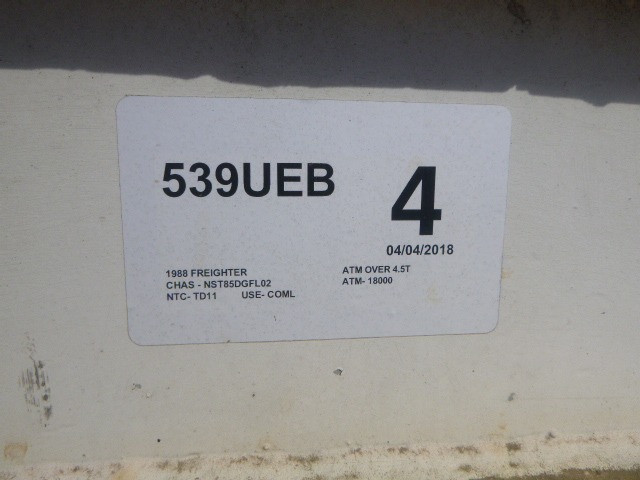 539UEB
4
04/04/2018
1988 FREIGHTER
CHAS - NST85DGFL02
NTC- TD11 USE- COML
ATM OVER 4.5T
ATM- 18000